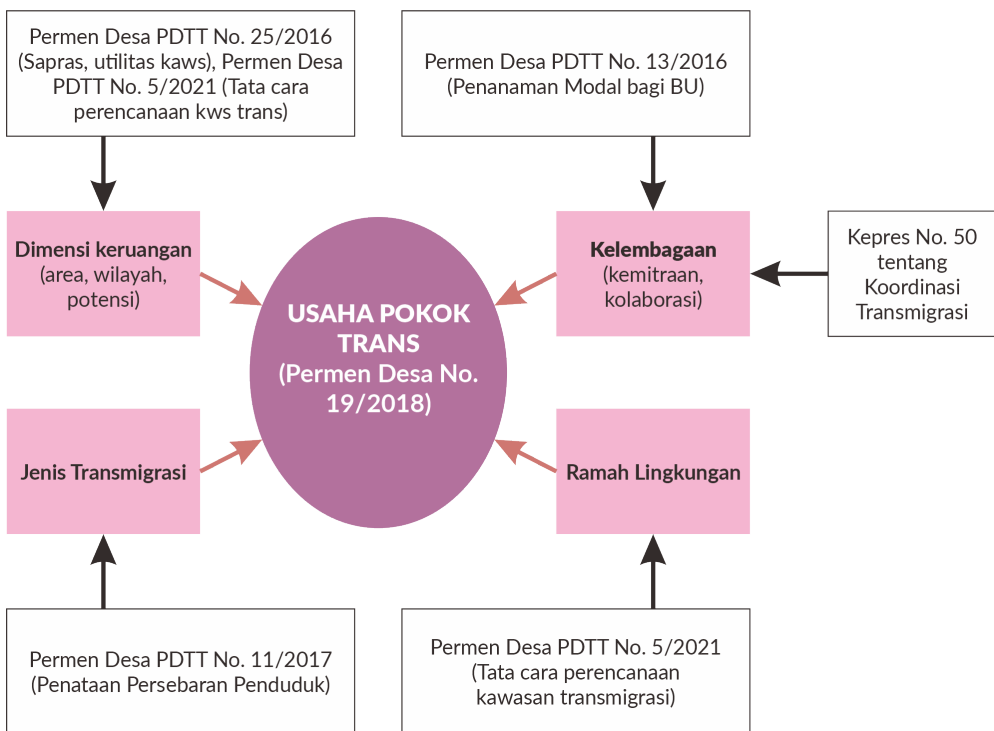 Permen Desa PDTT No. 25/2016
(Sapras, utilitas kaws), Permen Desa
PDTT No. 5/2021 (Tata cara
perencanaan kws trans)
Permen Desa PDTT No. 13/2016
(Penanaman Modal bagi BU)
Dimensi keruangan
(area, wilayah,
potensi)
USAHA POKOK
TRANS
(Permen Desa No.
19/2018)
Kelembagaan
(kemitraan,
kolaborasi)
Kepres No. 50
tentang
Koordinasi
Transmigrasi
Jenis Transmigrasi
Ramah Lingkungan
Permen Desa PDTT No. 11/2017
(Penataan Persebaran Penduduk)
Permen Desa PDTT No. 5/2021
(Tata cara perencanaan
kawasan transmigrasi)